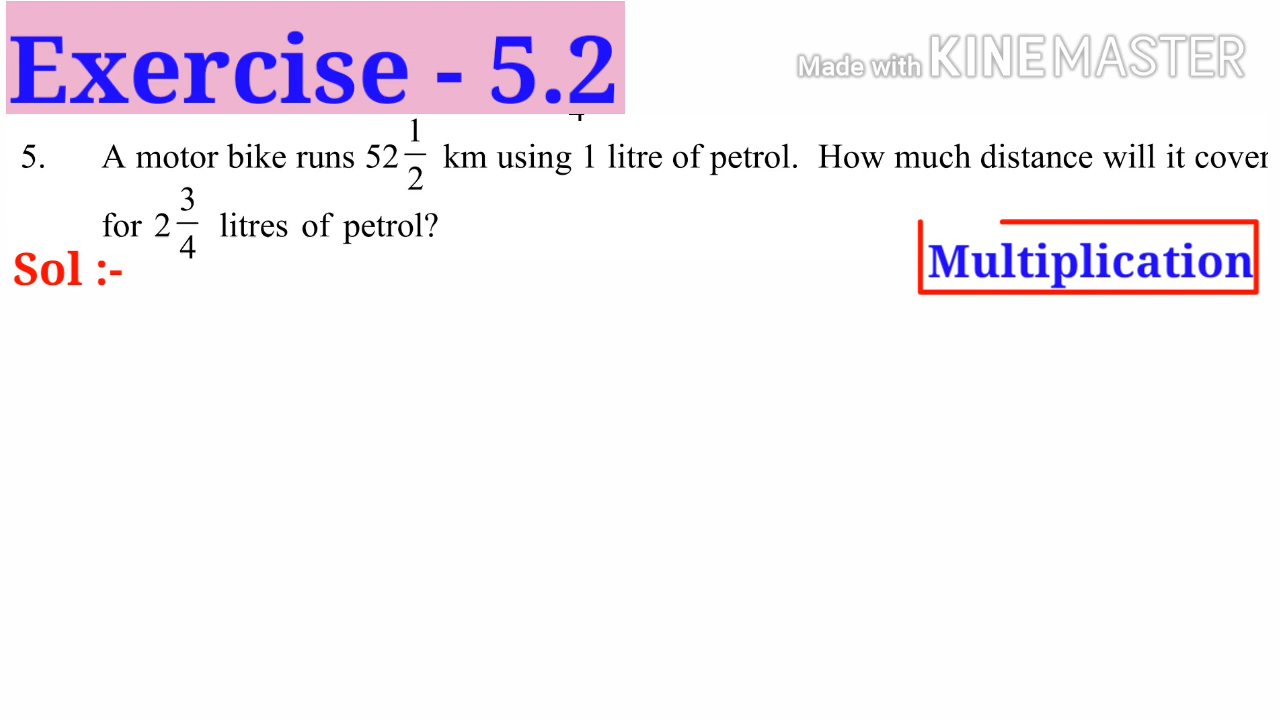 Exercise - 5.2
Made with KINEMASTER
5. A motor bike runs 52 1/2 km using 1 litre of petrol. How much distance will it cover
for 2 3/4 litres of petrol?
Sol :-
Multiplication